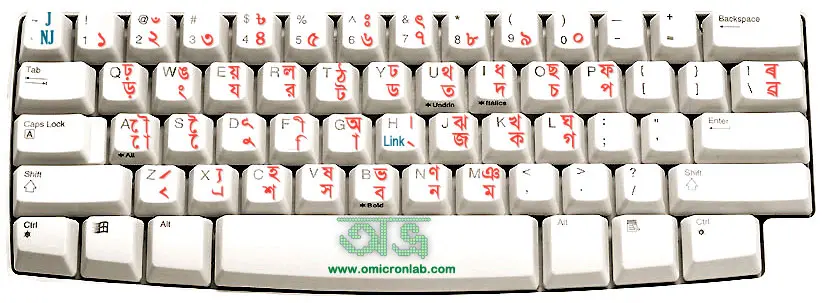 ~ J ! @ # $ ৳ % ^ & * ( ) — + Backspace
NJ 1 ১ 2 ২ 3 ৩ 4 ৪ 5 ৫ 6 ৬ 7 ৭ 8 ৮ 9 ৯ 0 ০ - =
Tab Q ঢ় W ঙ E য় R ল T ঠ Y ঢ U থ I ধ O ছ P ফ { } |
ড় ং য র ট ড ত দ চ প [ ] \
Undrln Italics
Caps Lock A S D F G H । J ঝ K খ L ঘ : " Enter
A Link জ ক গ ; '
All
Shift Z X C হ V ষ B ভ N ণ M ঞ < > ? Shift
শ স ব ন ম , . /
Bold
Ctrl Alt অভ্র Alt Ctrl
www.omicronlab.com